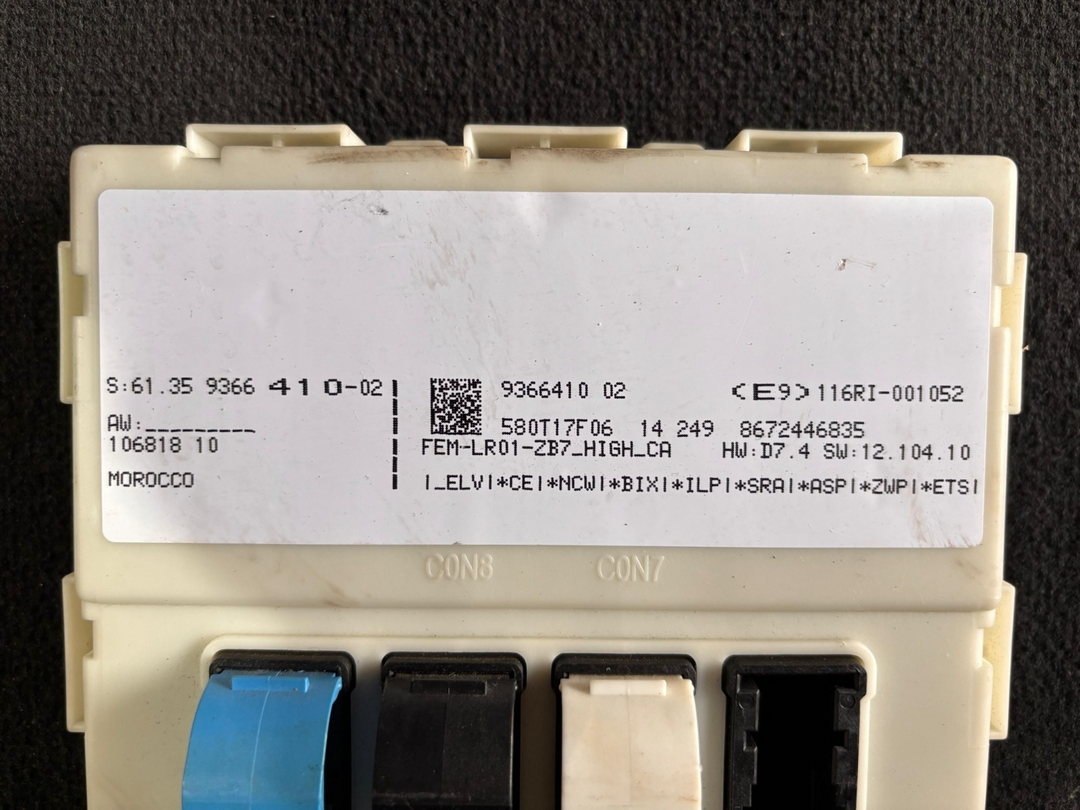 S:61.35 9366 410-02
AW:_________
106818 10
MOROCCO
9366410 02
<E9> 116RI-001052
580T17F06 14 249 8672446835
FEM-LR01-ZB7_HIGH_CA HW:D7.4 SW:12.104.10
|_ELV|*CE|*NCW|*BIX|*ILP|*SRA|*ASP|*ZWP|*ETS|
CON8 CON7